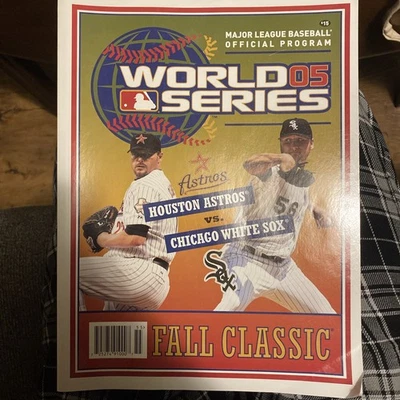 $15
MAJOR LEAGUE BASEBALL®
OFFICIAL PROGRAM
WORLD 05
SERIES
Astros
HOUSTON ASTROS®
VS.
CHICAGO WHITE SOX®
Sox
56
Sox
FALL CLASSIC®